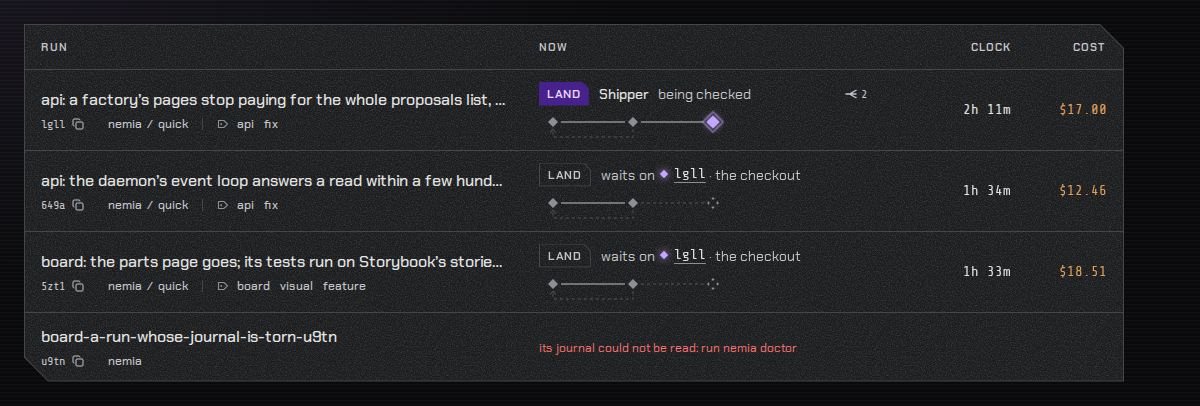 RUN NOW CLOCK COST
api: a factory's pages stop paying for the whole proposals list, ...
LAND Shipper being checked 2
2h 11m $17.00
lgll nemia / quick api fix
api: the daemon's event loop answers a read within a few hund...
LAND waits on lgll · the checkout
1h 34m $12.46
649a nemia / quick api fix
board: the parts page goes; its tests run on Storybook's storie...
LAND waits on lgll · the checkout
1h 33m $18.51
5zt1 nemia / quick board visual feature
board-a-run-whose-journal-is-torn-u9tn
its journal could not be read: run nemia doctor
u9tn nemia